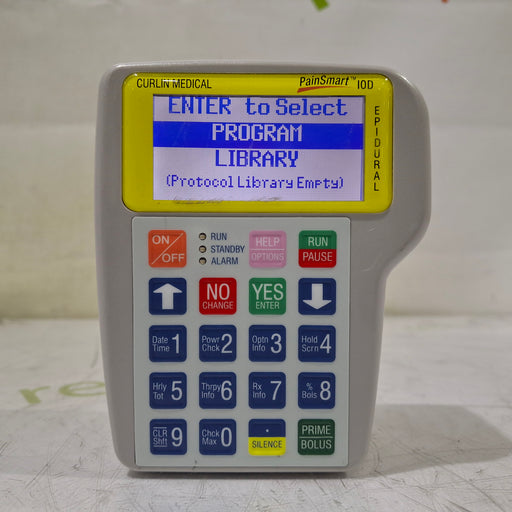 CURLIN MEDICAL PainSmart™ IOD
EPIDURAL
ENTER to Select
PROGRAM
LIBRARY
(Protocol Library Empty)
ON/OFF
RUN
STANDBY
ALARM
HELP
OPTIONS
RUN
PAUSE
NO
CHANGE
YES
ENTER
Date Time 1
Powr Chck 2
Optn Info 3
Hold Scrn 4
Hrly Tot 5
Thrpy Info 6
Rx Info 7
% Bols 8
CLR Shft 9
Chck Max 0
.
SILENCE
PRIME
BOLUS